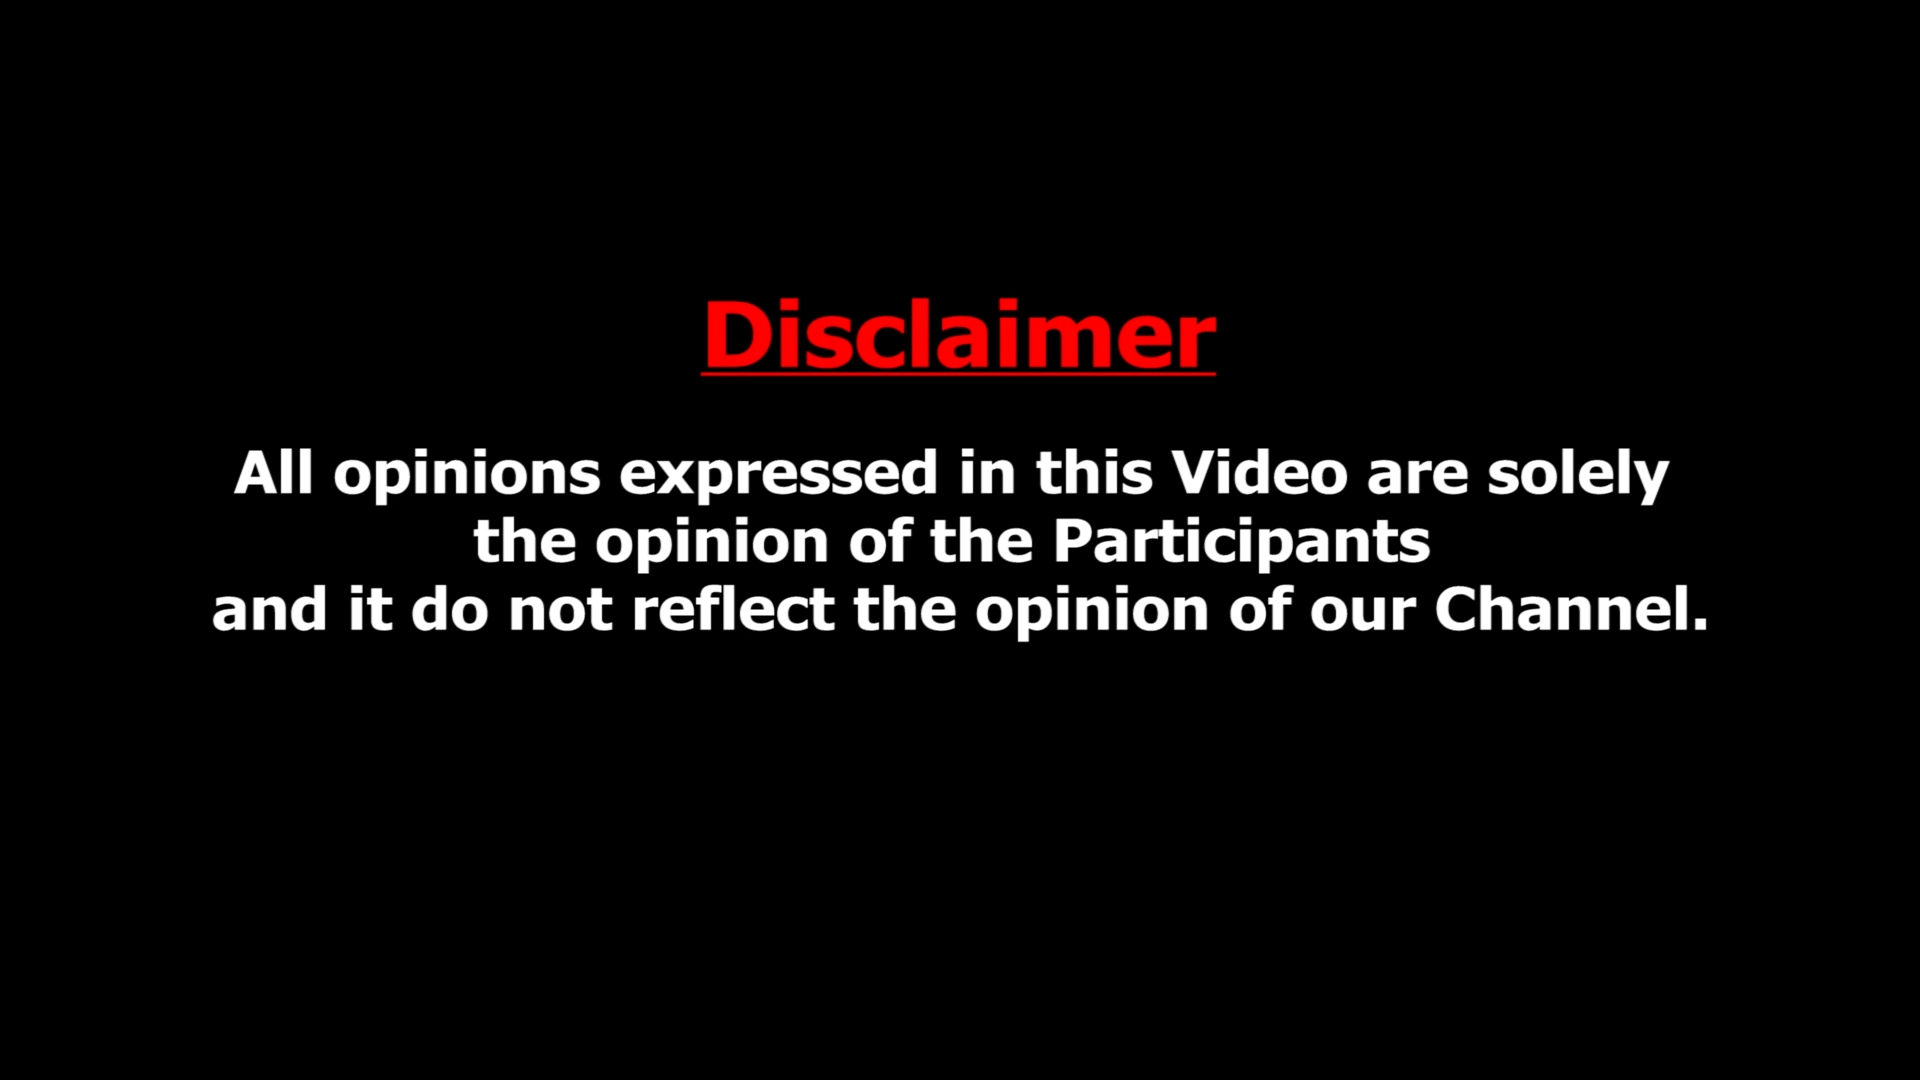 Disclaimer
All opinions expressed in this Video are solely
the opinion of the Participants
and it do not reflect the opinion of our Channel.